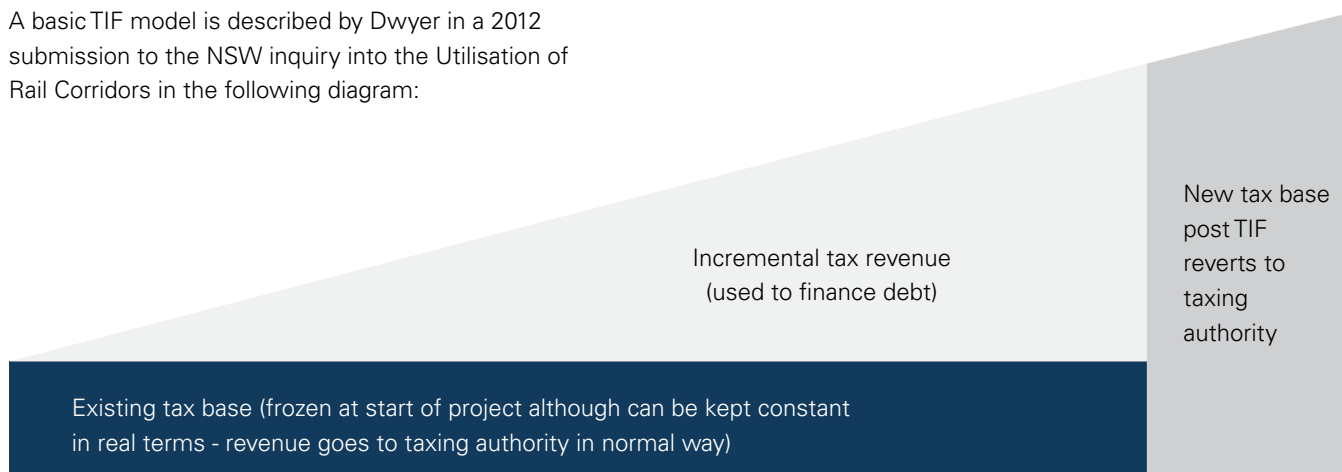 A basic TIF model is described by Dwyer in a 2012
submission to the NSW inquiry into the Utilisation of
Rail Corridors in the following diagram:
Incremental tax revenue
(used to finance debt)
New tax base
post TIF
reverts to
taxing
authority
Existing tax base (frozen at start of project although can be kept constant
in real terms - revenue goes to taxing authority in normal way)